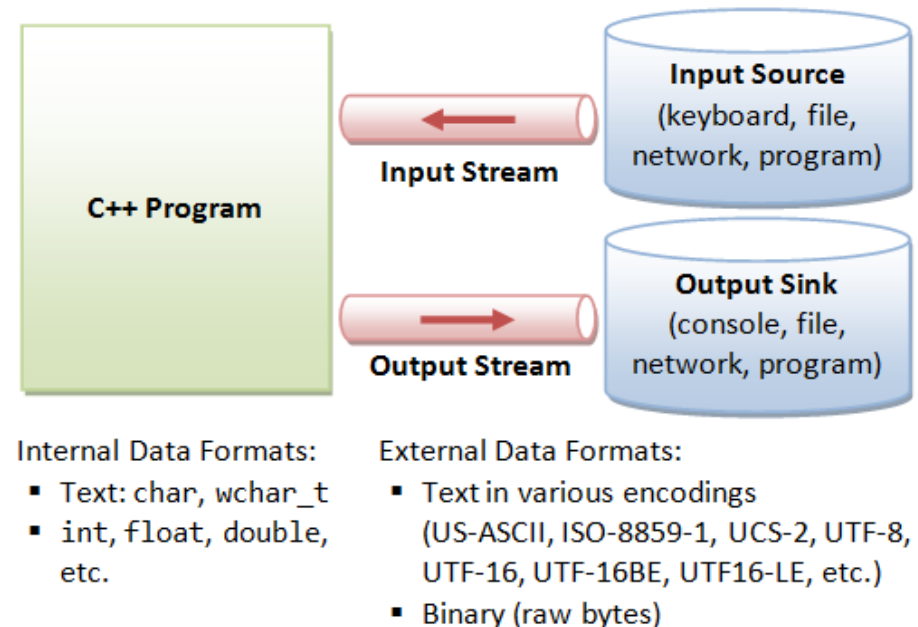 C++ Program
Input Stream
Input Source
(keyboard, file,
network, program)
Output Stream
Output Sink
(console, file,
network, program)
Internal Data Formats:
▪ Text: char, wchar_t
▪ int, float, double,
etc.
External Data Formats:
▪ Text in various encodings
(US-ASCII, ISO-8859-1, UCS-2, UTF-8,
UTF-16, UTF-16BE, UTF16-LE, etc.)
▪ Binary (raw bytes)